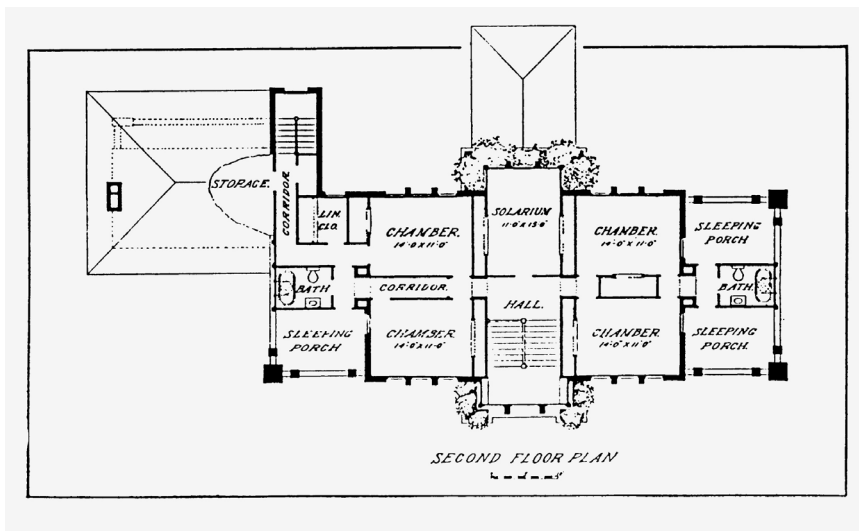 STORAGE.
CORRIDOR
LIN.
CLO.
CHAMBER.
14'-0" X 11'-0"
SOLARIUM
11'-0" X 13'-0"
CHAMBER.
14'-0" X 11'-0"
SLEEPING
PORCH
BATH
CORRIDOR.
HALL.
BATH.
SLEEPING
PORCH
CHAMBER.
14'-0" X 11'-0"
CHAMBER.
14'-0" X 11'-0"
SLEEPING
PORCH.
SECOND FLOOR PLAN